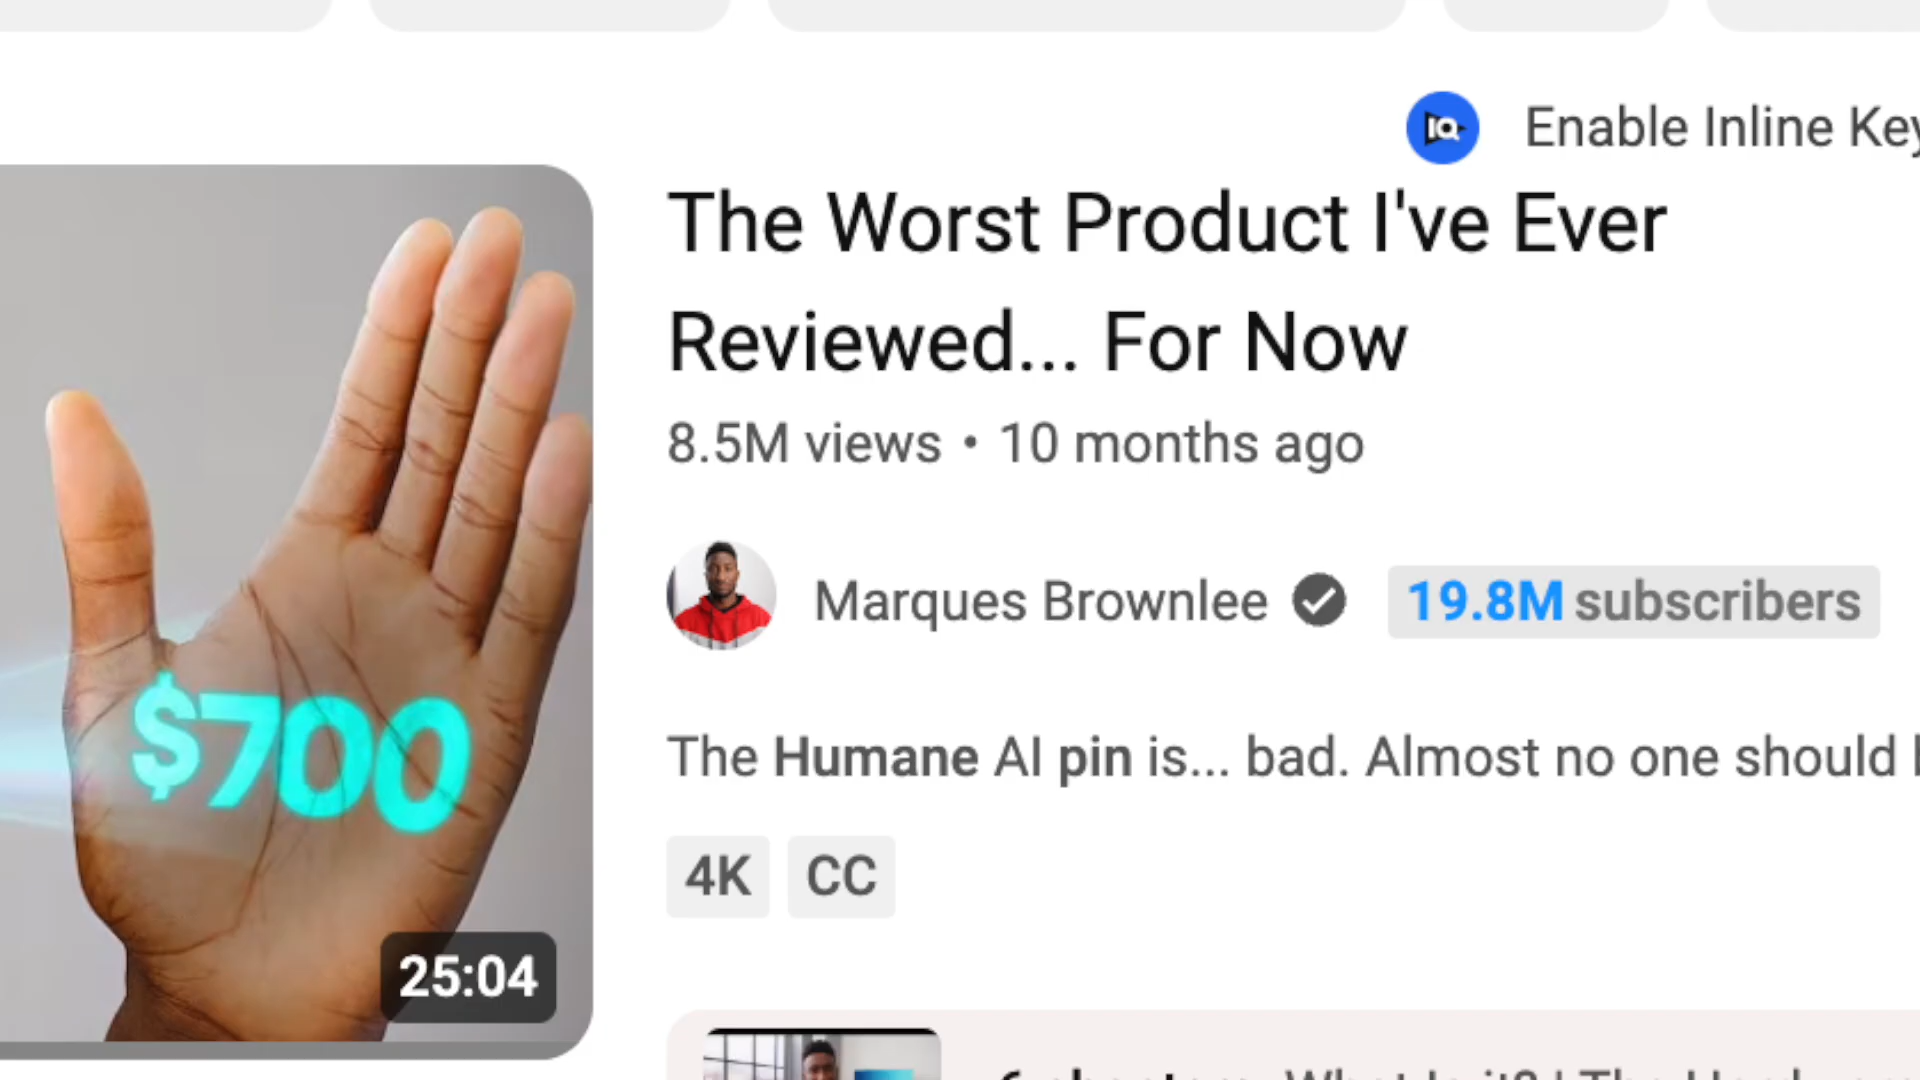 IQ
Enable Inline
The Worst Product I've Ever
Reviewed... For Now
8.5M views • 10 months ago
Marques Brownlee
19.8M subscribers
The Humane AI pin is... bad. Almost no one should
4K
CC
$700
25:04